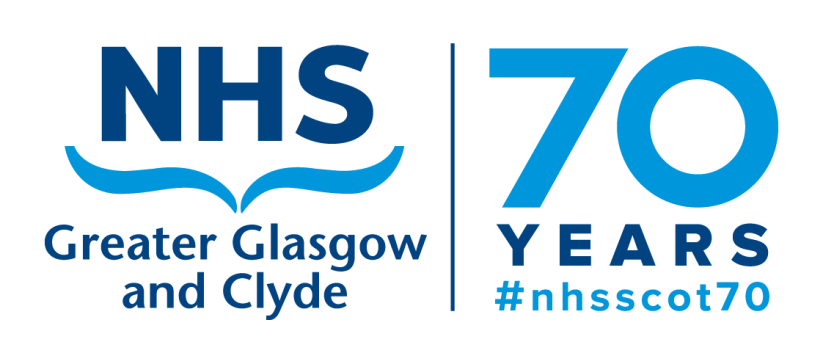 NHS
Greater Glasgow
and Clyde
70
YEARS
#nhsscot70